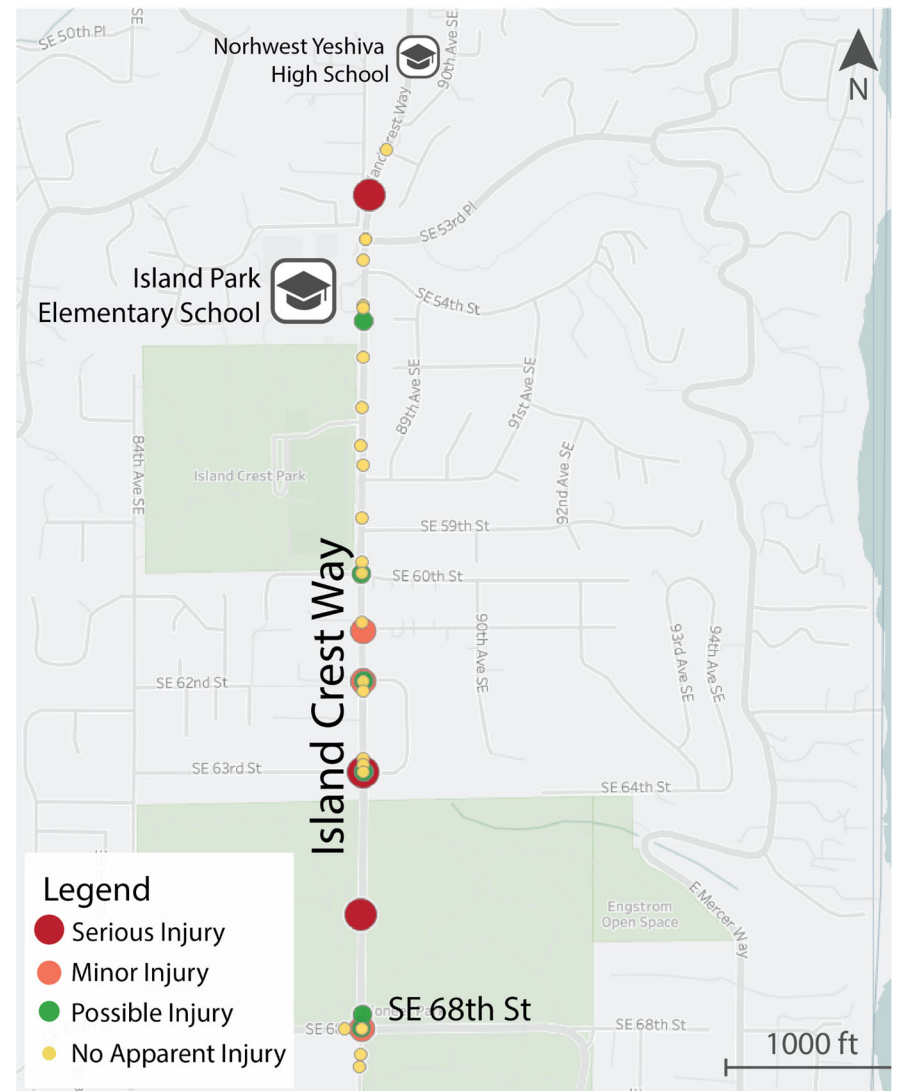 SE 50th Pl
SE
Norhwest Yeshiva
High School
90th Ave SE
N
SE 53rd Pl
Island Park
Elementary School
SE 54th St
89th Ave SE
91st Ave SE
84th Ave SE
Island Crest Park
92nd Ave SE
SE 59th St
SE 60th St
Island Crest Way
90th Ave SE
93rd Ave SE
94th Ave SE
SE 62nd St
SE 63rd St
SE 64th St
Legend
Serious Injury
Minor Injury
Possible Injury
No Apparent Injury
Engstrom
Open Space
E Mercer Way
SE 68th St
SE 68th St
1000 ft